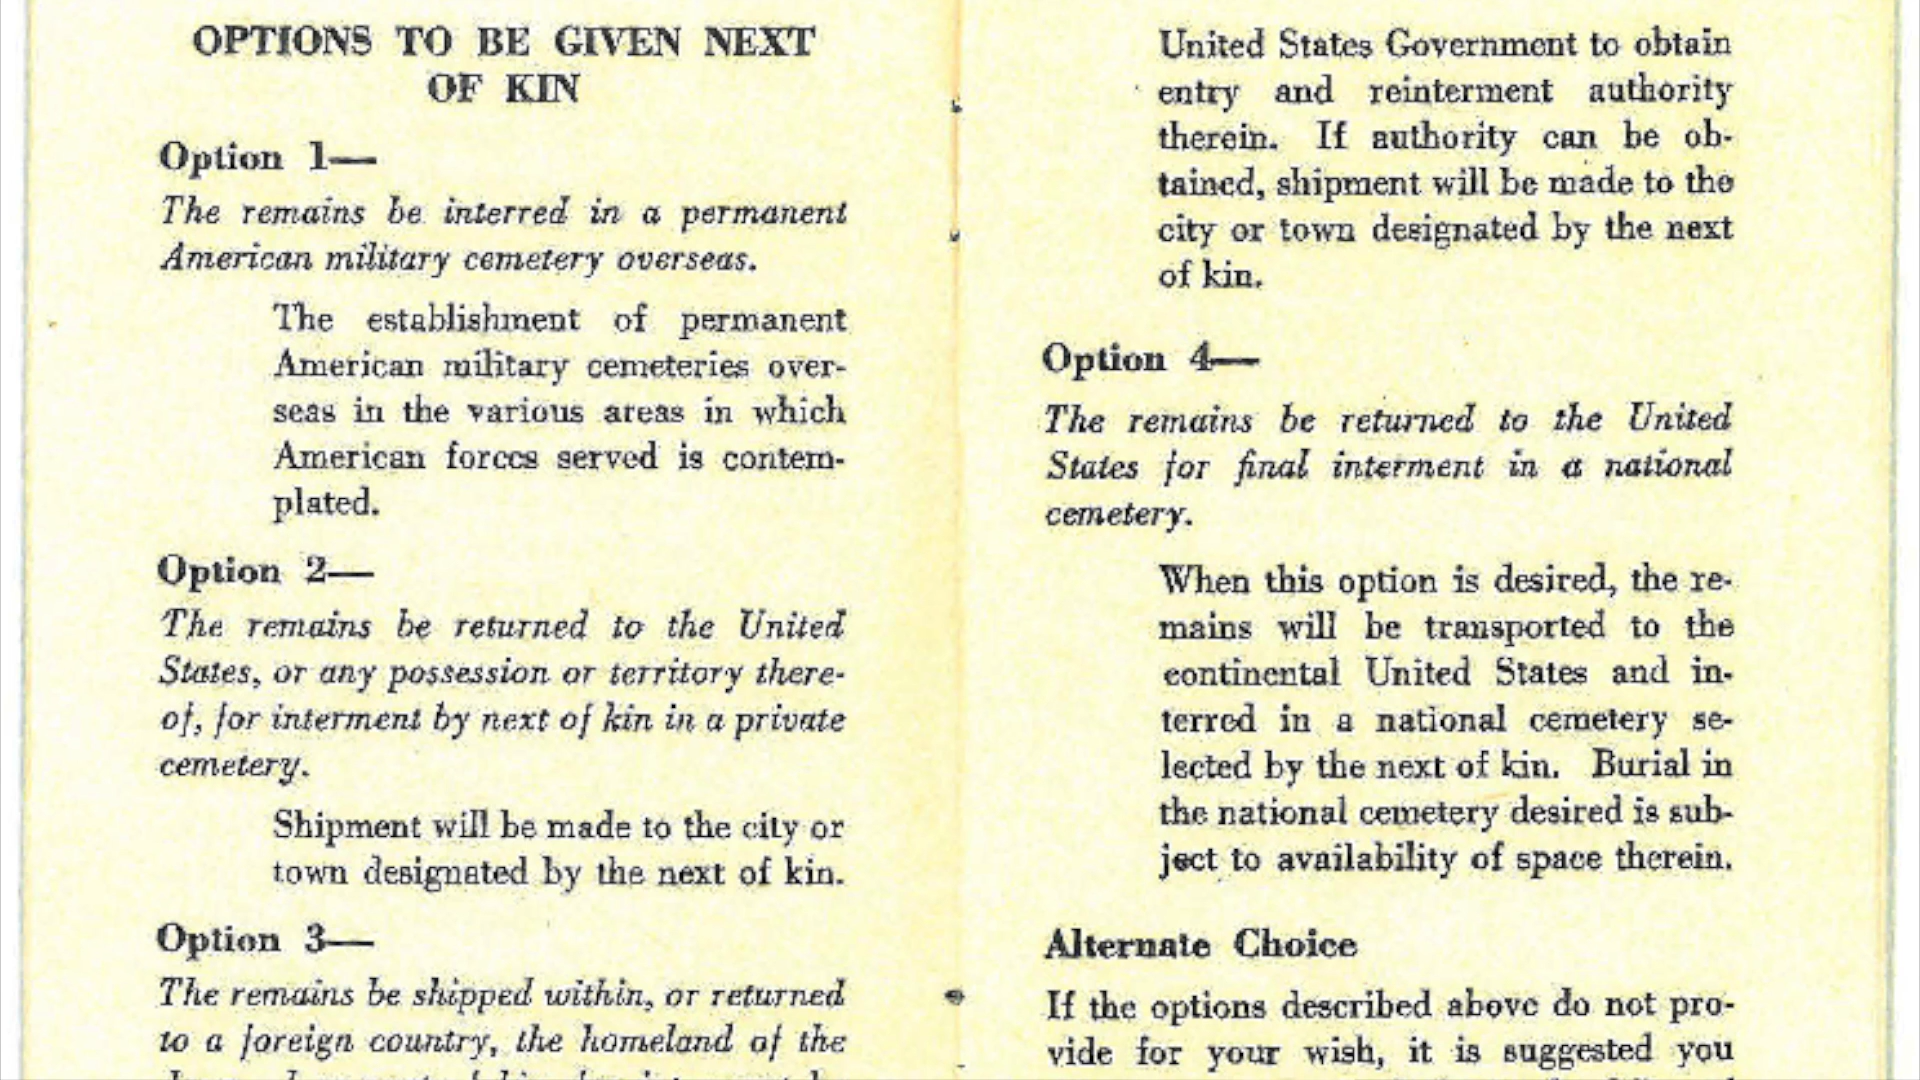 OPTIONS TO BE GIVEN NEXT
OF KIN
Option 1—
The remains be interred in a permanent
American military cemetery overseas.
The establishment of permanent
American military cemeteries over-
seas in the various areas in which
American forces served is contem-
plated.
Option 2—
The remains be returned to the United
States, or any possession or territory there-
of, for interment by next of kin in a private
cemetery.
Shipment will be made to the city or
town designated by the next of kin.
Option 3—
The remains be shipped within, or returned
to a foreign country, the homeland of the
United States Government to obtain
entry and reinterment authority
therein. If authority can be ob-
tained, shipment will be made to the
city or town designated by the next
of kin.
Option 4—
The remains be returned to the United
States for final interment in a national
cemetery.
When this option is desired, the re-
mains will be transported to the
continental United States and in-
terred in a national cemetery se-
lected by the next of kin. Burial in
the national cemetery desired is sub-
ject to availability of space therein.
Alternate Choice
If the options described above do not pro-
vide for your wish, it is suggested you